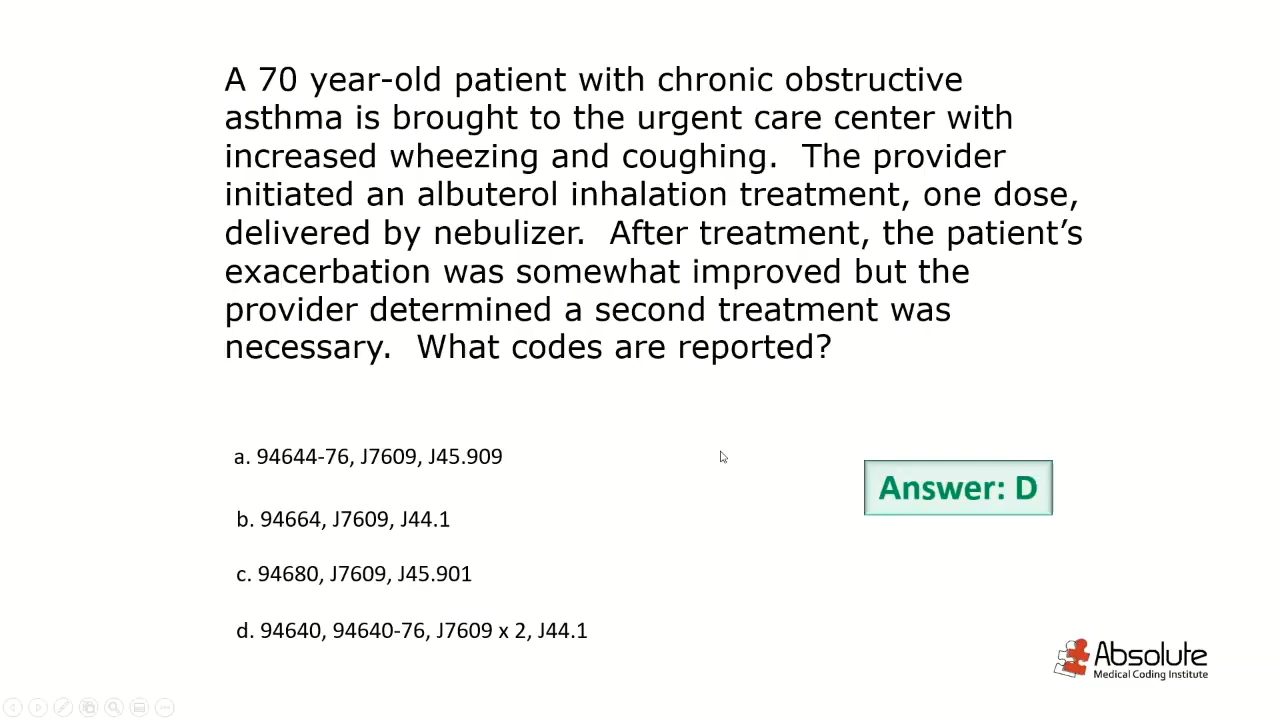 A 70 year-old patient with chronic obstructive
asthma is brought to the urgent care center with
increased wheezing and coughing.  The provider
initiated an albuterol inhalation treatment, one dose,
delivered by nebulizer.  After treatment, the patient’s
exacerbation was somewhat improved but the
provider determined a second treatment was
necessary.  What codes are reported?
a. 94644-76, J7609, J45.909
Answer: D
b. 94664, J7609, J44.1
c. 94680, J7609, J45.901
d. 94640, 94640-76, J7609 x 2, J44.1
Absolute
Medical Coding Institute